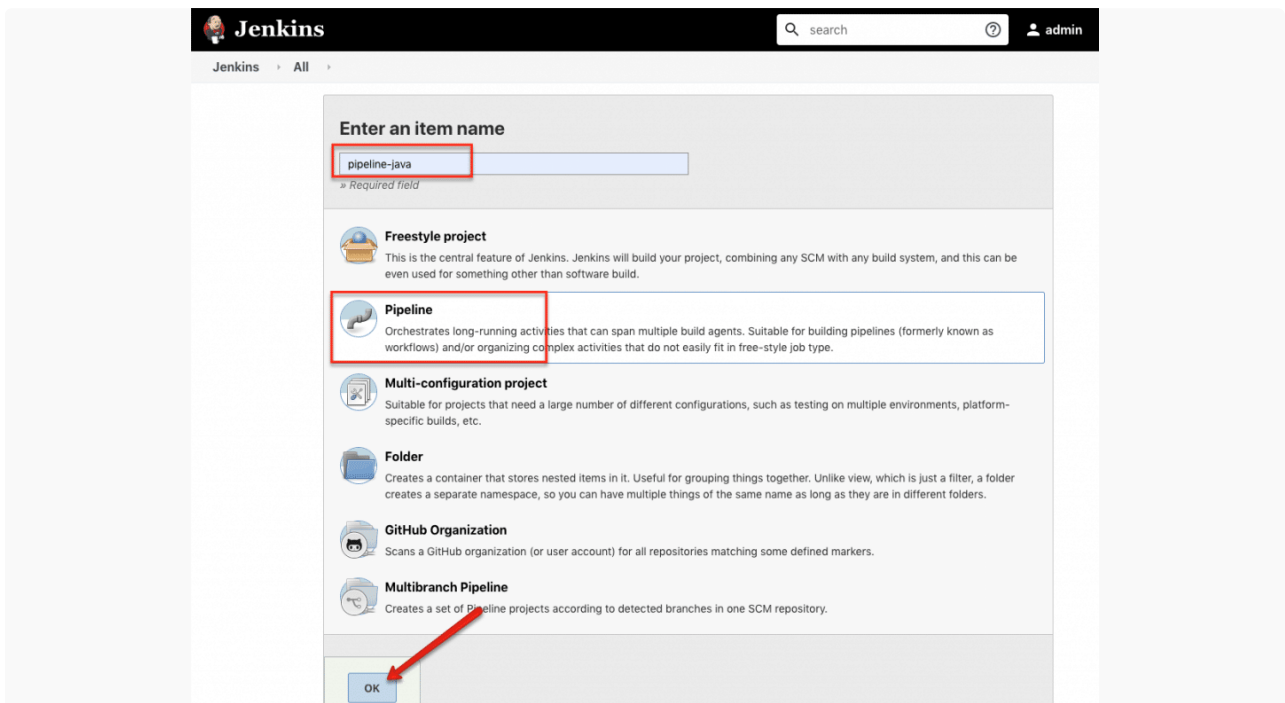 Jenkins
search
admin
Jenkins
All
Enter an item name
pipeline-java
» Required field
Freestyle project
This is the central feature of Jenkins. Jenkins will build your project, combining any SCM with any build system, and this can be
even used for something other than software build.
Pipeline
Orchestrates long-running activities that can span multiple build agents. Suitable for building pipelines (formerly known as
workflows) and/or organizing complex activities that do not easily fit in free-style job type.
Multi-configuration project
Suitable for projects that need a large number of different configurations, such as testing on multiple environments, platform-
specific builds, etc.
Folder
Creates a container that stores nested items in it. Useful for grouping things together. Unlike view, which is just a filter, a folder
creates a separate namespace, so you can have multiple things of the same name as long as they are in different folders.
GitHub Organization
Scans a GitHub organization (or user account) for all repositories matching some defined markers.
Multibranch Pipeline
Creates a set of Pipeline projects according to detected branches in one SCM repository.
OK